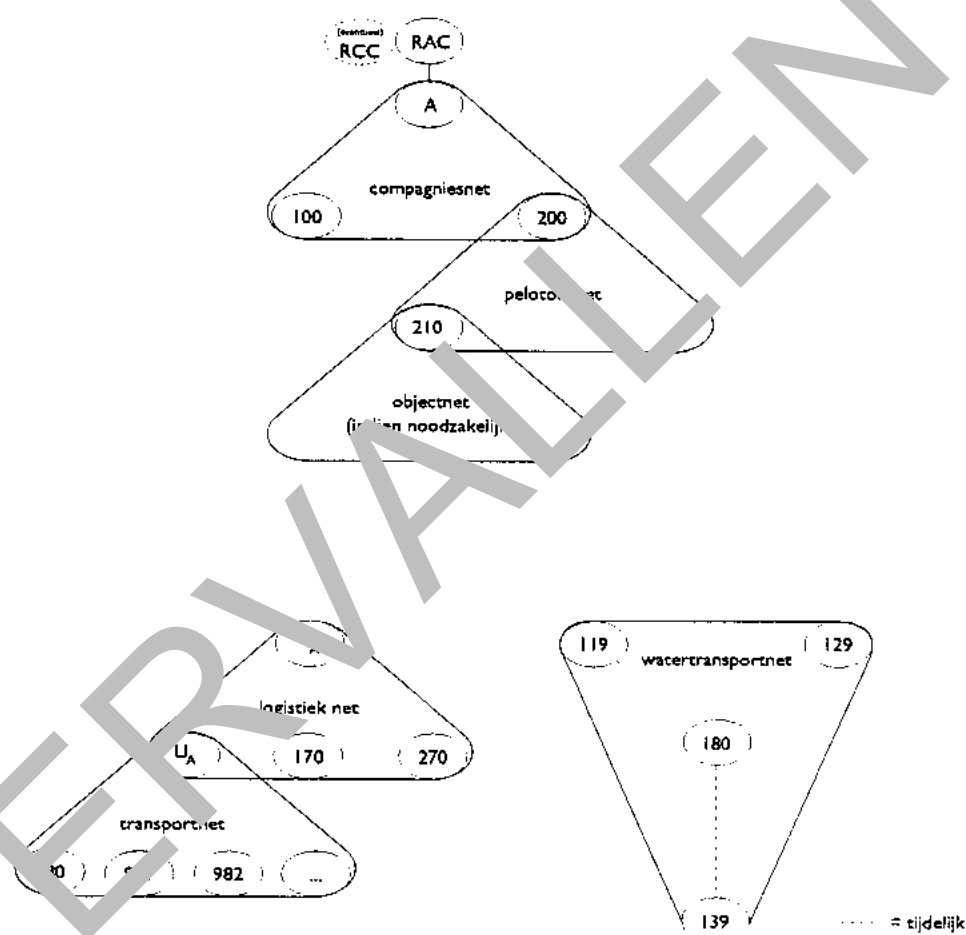 (eventueel)
RCC
RAC
A
compagniesnet
100
200
210
objectnet
noodzakelijk
logistiek net
U_A
170
270
transportnet
982
...
119
129
watertransportnet
180
139
..... = tijdelijk
ERVALLEN